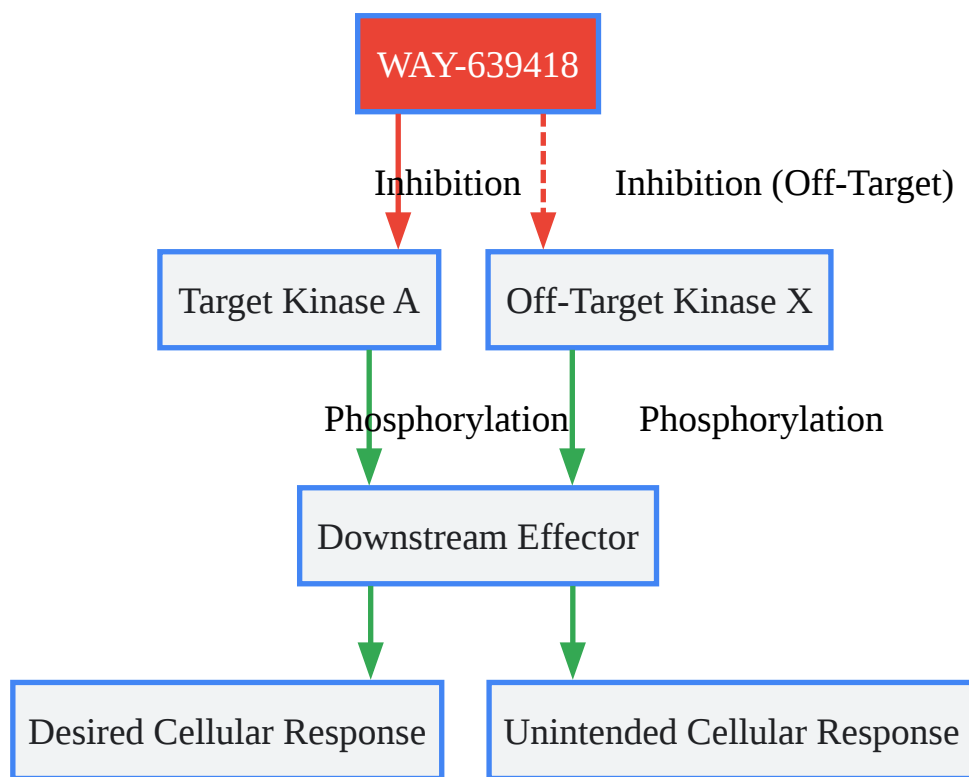 WAY-639418
Inhibition
Inhibition (Off-Target)
Target Kinase A
Off-Target Kinase X
Phosphorylation
Phosphorylation
Downstream Effector
Desired Cellular Response
Unintended Cellular Response